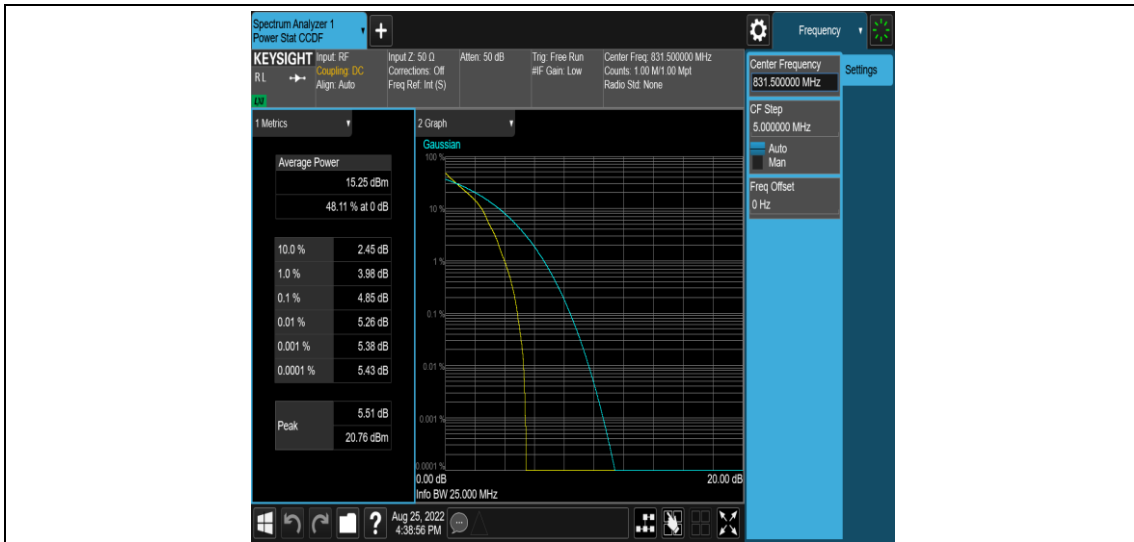 Spectrum Analyzer 1
Power Stat CCDF
+
Frequency
KEYSIGHT
RL
LXI
Input: RF
Coupling: DC
Align: Auto
Input Z: 50 Ω
Corrections: Off
Freq Ref: Int (S)
Atten: 50 dB
Trig: Free Run
#IF Gain: Low
Center Freq: 831.500000 MHz
Counts: 1.00 M/1.00 Mpt
Radio Std: None
Center Frequency
831.500000 MHz
Settings
CF Step
5.000000 MHz
Auto
Man
Freq Offset
0 Hz
1 Metrics
Average Power
15.25 dBm
48.11 % at 0 dB
10.0 % 2.45 dB
1.0 % 3.98 dB
0.1 % 4.85 dB
0.01 % 5.26 dB
0.001 % 5.38 dB
0.0001 % 5.43 dB
Peak
5.51 dB
20.76 dBm
2 Graph
Gaussian
100 %
10 %
1 %
0.1 %
0.01 %
0.001 %
0.0001 %
0.00 dB 20.00 dB
Info BW 25.000 MHz
?
Aug 25, 2022
4:38:56 PM